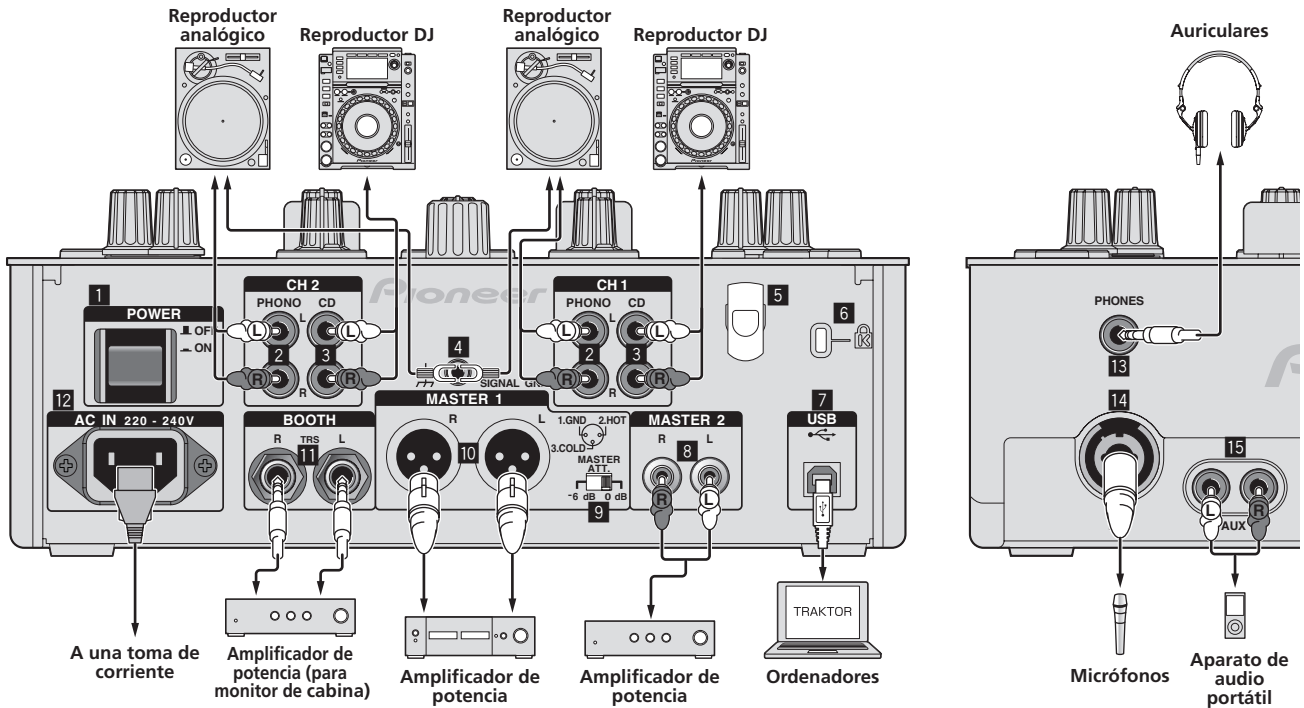 Reproductor
analógico
Reproductor DJ
Reproductor
analógico
Reproductor DJ
Auriculares
Pioneer
1
POWER
OFF
ON
CH 2
PHONO CD
L
L L
2 3
R R
R
4
SIGNAL GND
CH 1
PHONO CD
L
L L
2 3
R R
R
5
6
12
AC IN 220 - 240V
BOOTH
R TRS L
11
MASTER 1
R L
10
1.GND 2.HOT
3.COLD
MASTER
ATT.
-6 dB 0 dB
9
MASTER 2
R L
8
R L
7
USB
TRAKTOR
A una toma de
corriente
Amplificador de
potencia (para
monitor de cabina)
Amplificador de
potencia
Amplificador de
potencia
Ordenadores
PHONES
13
14
15
L R
AUX
Micrófonos
Aparato de
audio
portátil